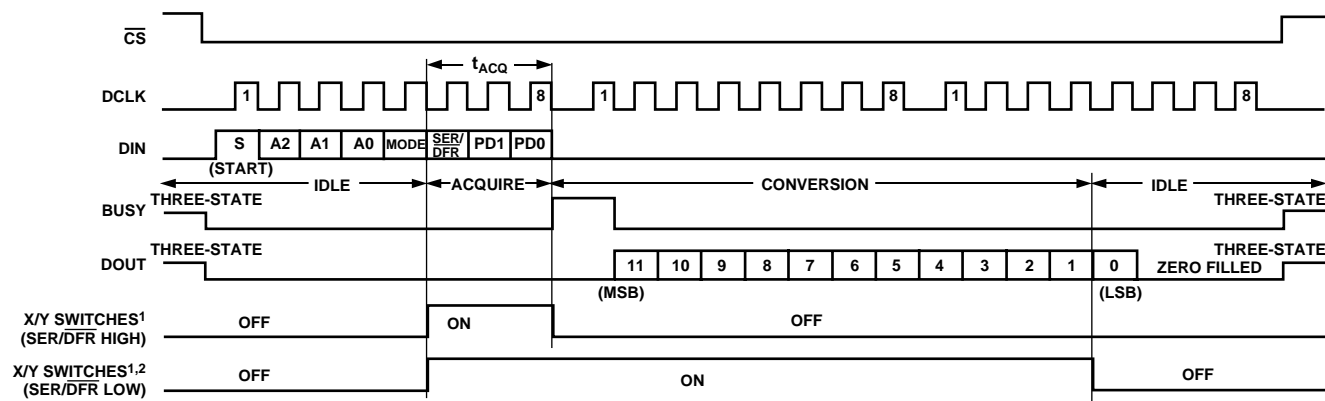 CS
tACQ
DCLK 1 8 1 8 1 8
DIN S A2 A1 A0 MODE SER/DFR PD1 PD0
(START)
IDLE ACQUIRE CONVERSION IDLE
THREE-STATE THREE-STATE
BUSY
THREE-STATE THREE-STATE
DOUT 11 10 9 8 7 6 5 4 3 2 1 0 ZERO FILLED
(MSB) (LSB)
X/Y SWITCHES1 OFF ON OFF
(SER/DFR HIGH)
X/Y SWITCHES1,2 OFF ON OFF
(SER/DFR LOW)